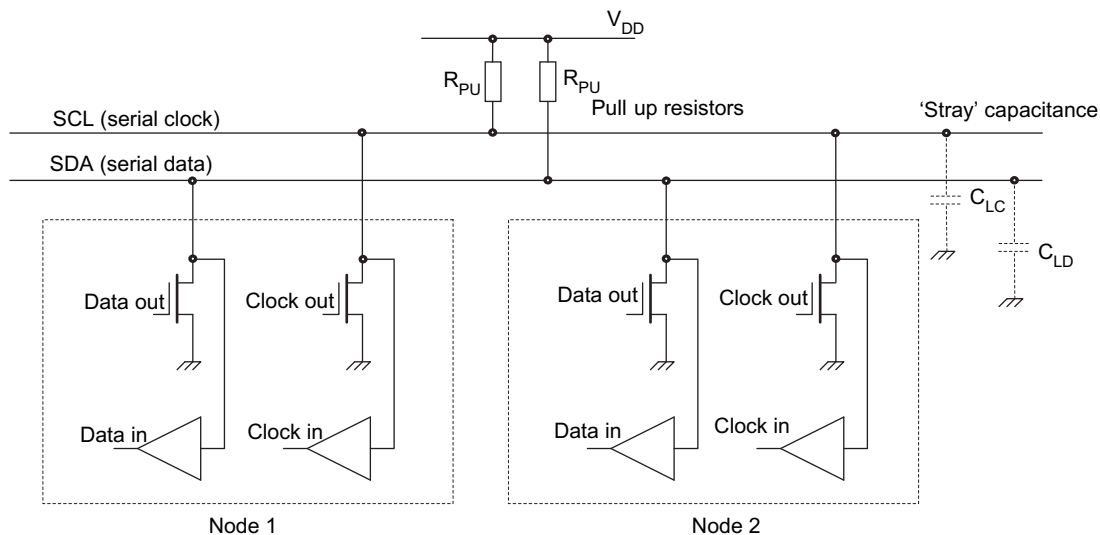 V_DD
R_PU
R_PU
Pull up resistors
'Stray' capacitance
SCL (serial clock)
SDA (serial data)
C_LC
C_LD
Data out
Clock out
Data out
Clock out
Data in
Clock in
Data in
Clock in
Node 1
Node 2